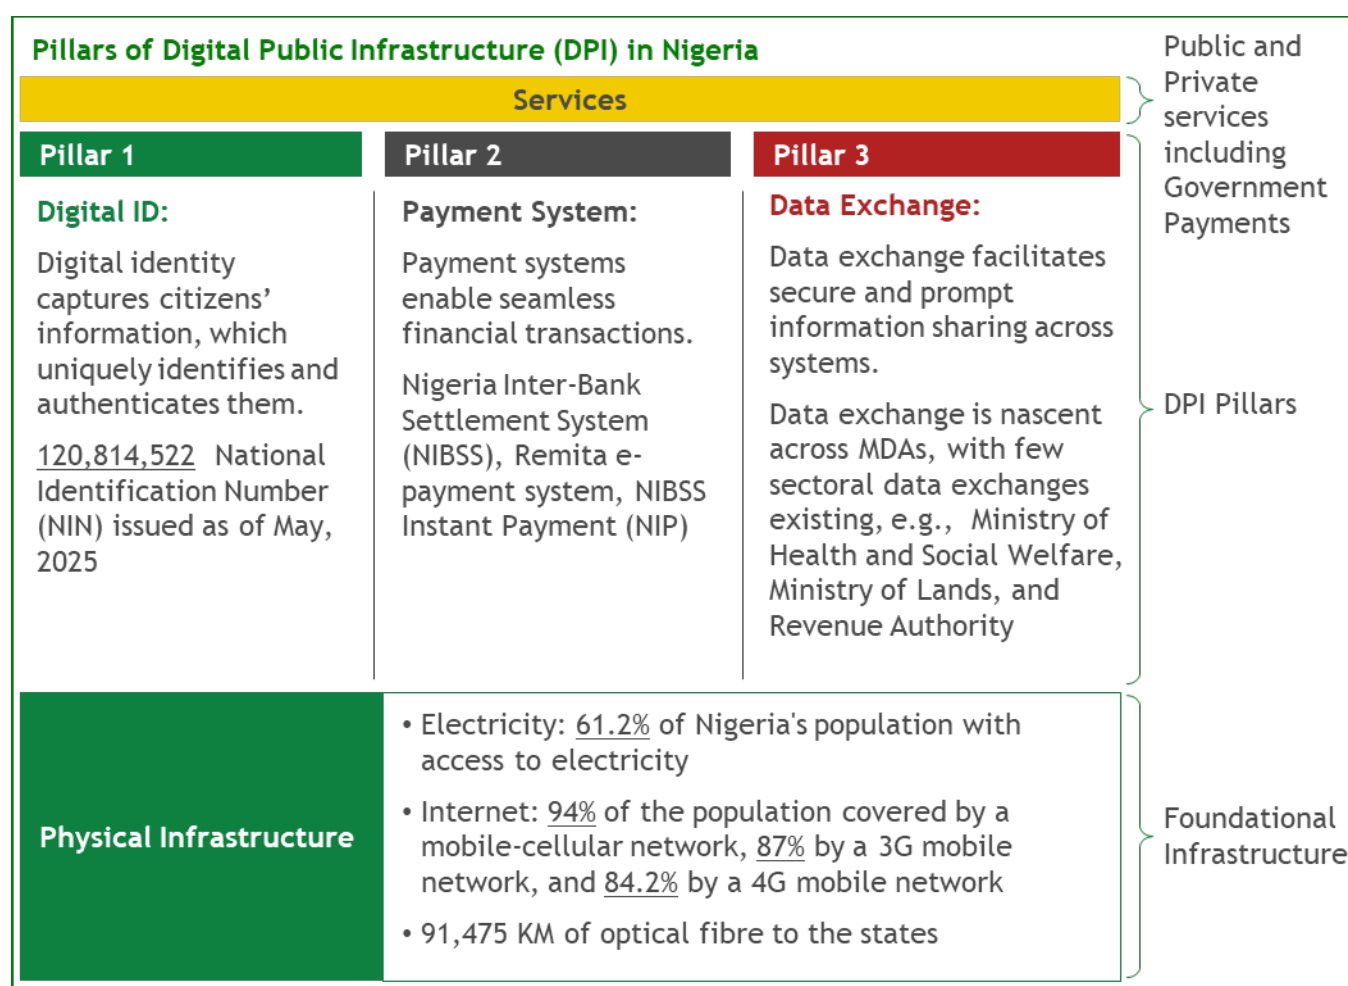 Pillars of Digital Public Infrastructure (DPI) in Nigeria
Services
Public and
Private
services
including
Government
Payments
Pillar 1
Digital ID:
Digital identity
captures citizens’
information, which
uniquely identifies and
authenticates them.
120,814,522 National
Identification Number
(NIN) issued as of May,
2025
Pillar 2
Payment System:
Payment systems
enable seamless
financial transactions.
Nigeria Inter-Bank
Settlement System
(NIBSS), Remita e-
payment system, NIBSS
Instant Payment (NIP)
Pillar 3
Data Exchange:
Data exchange facilitates
secure and prompt
information sharing across
systems.
Data exchange is nascent
across MDAs, with few
sectoral data exchanges
existing, e.g., Ministry of
Health and Social Welfare,
Ministry of Lands, and
Revenue Authority
DPI Pillars
Physical Infrastructure
• Electricity: 61.2% of Nigeria's population with
access to electricity
• Internet: 94% of the population covered by a
mobile-cellular network, 87% by a 3G mobile
network, and 84.2% by a 4G mobile network
• 91,475 KM of optical fibre to the states
Foundational
Infrastructure